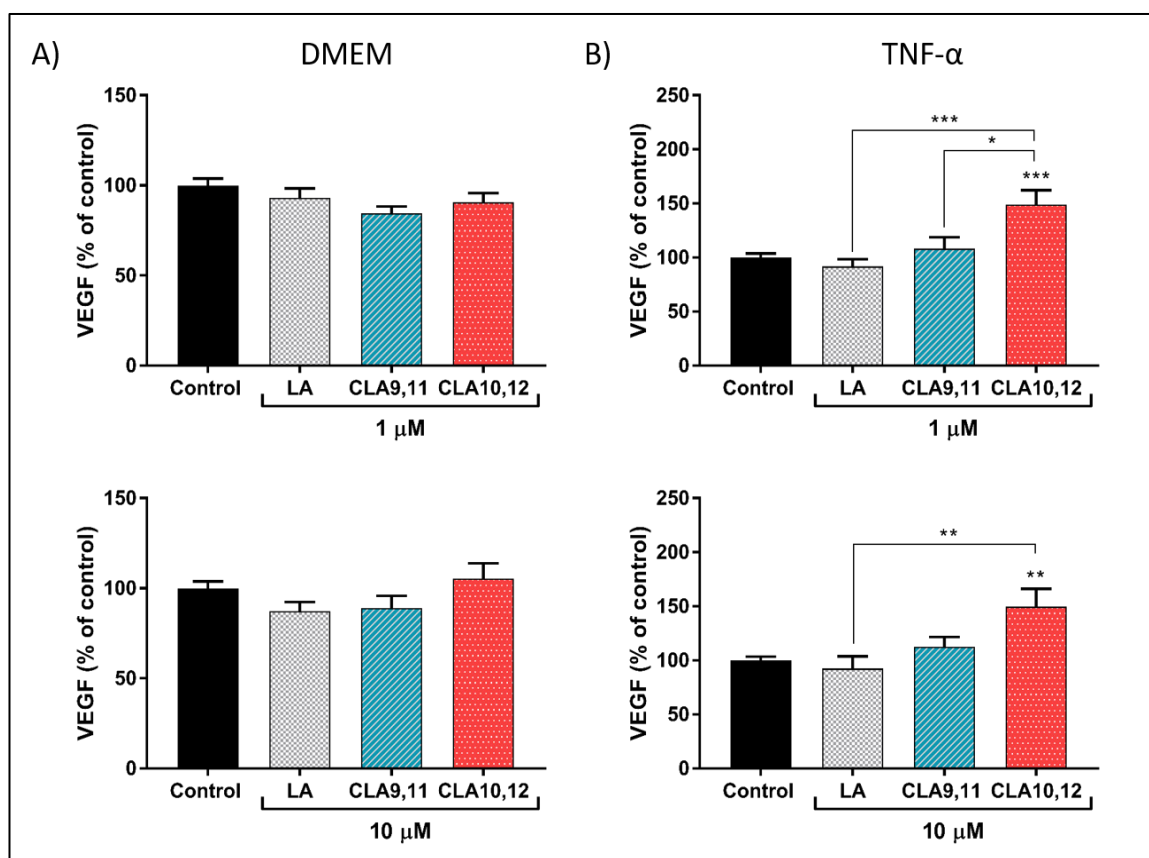 A) DMEM
VEGF (% of control)
150
100
50
0
Control LA CLA9,11 CLA10,12
1 μM
B) TNF-α
VEGF (% of control)
250
200
150
100
50
0
***
*
***
Control LA CLA9,11 CLA10,12
1 μM
VEGF (% of control)
150
100
50
0
Control LA CLA9,11 CLA10,12
10 μM
VEGF (% of control)
250
200
150
100
50
0
**
**
Control LA CLA9,11 CLA10,12
10 μM